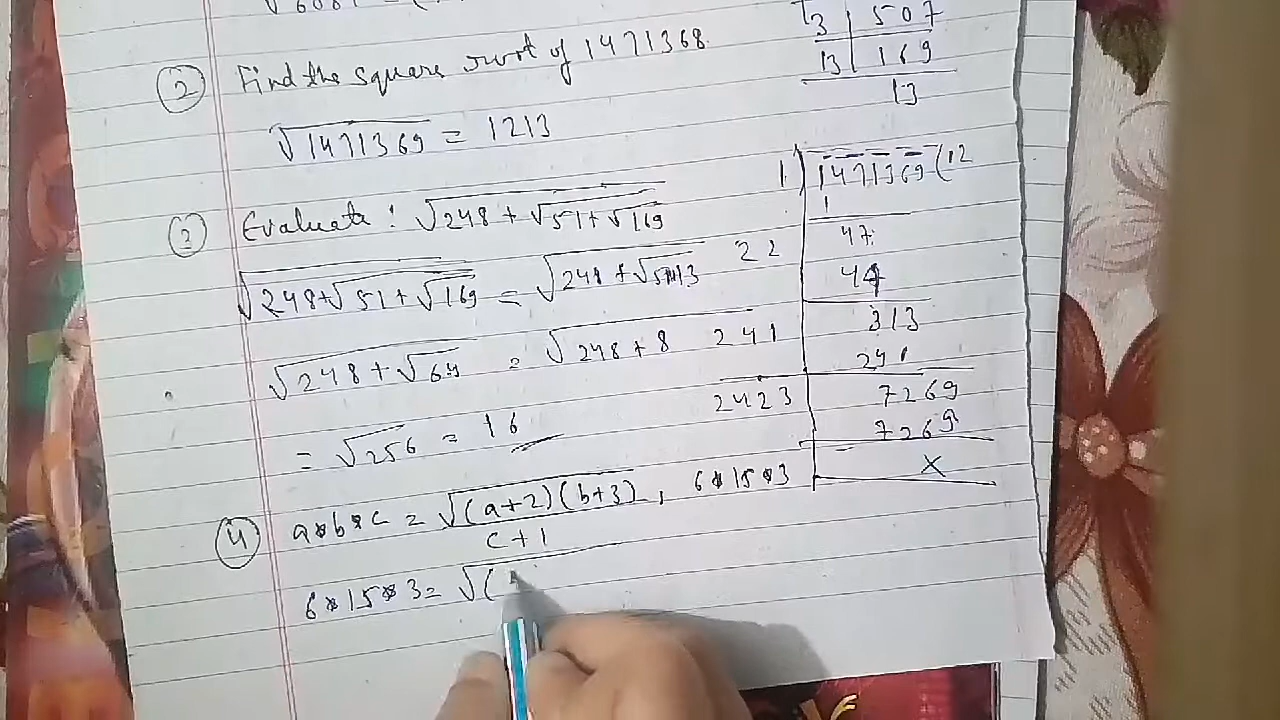 ② Find the square root of 1471368.
√1471369 = 1213
③ Evaluate: √248 + √51 + √169
√248+√51+√169 = √248+√51+13
√248+√64 = √248+8
= √256 = 16
④ a*b*c = √(a+2)(b+3) , 6*15*3
c+1
6*15*3= √(
13 | 507
13 | 169
13
1 ) 1471369 ( 12
1
22 47
44
241 313
241
2423 7269
7269
×